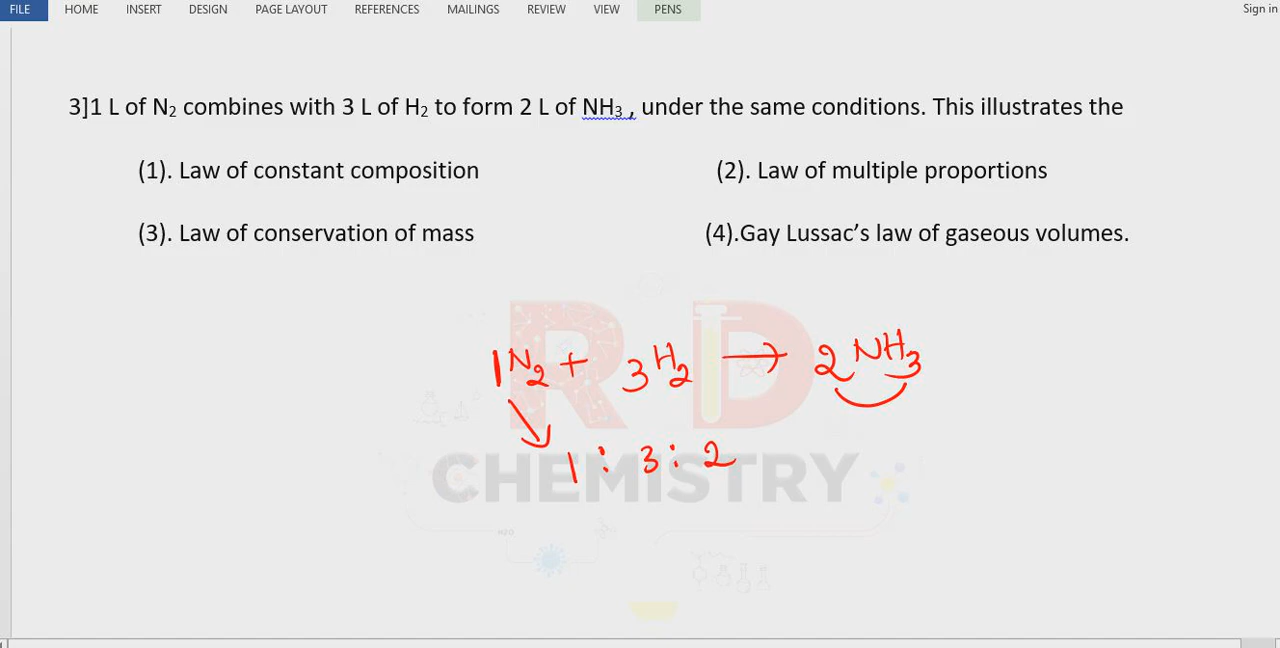 FILE HOME INSERT DESIGN PAGE LAYOUT REFERENCES MAILINGS REVIEW VIEW PENS Sign in
3]1 L of N₂ combines with 3 L of H₂ to form 2 L of NH₃ , under the same conditions. This illustrates the
(1). Law of constant composition (2). Law of multiple proportions
(3). Law of conservation of mass (4).Gay Lussac’s law of gaseous volumes.
RD
1N₂ + 3H₂ → 2NH₃
1 : 3 : 2
CHEMISTRY
H2O